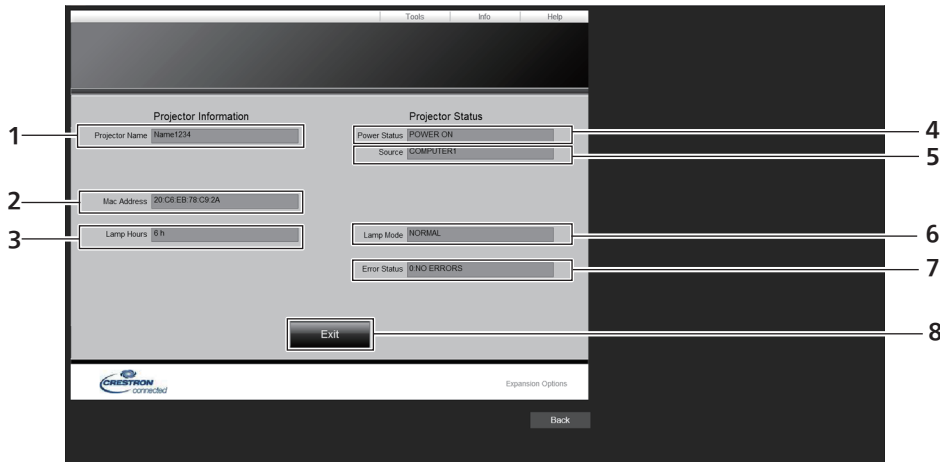 Tools Info Help
Projector Information
Projector Status
1 Projector Name Name1234
Power Status POWER ON 4
Source COMPUTER1 5
2 Mac Address 20:C6:EB:78:C9:2A
3 Lamp Hours 6 h
Lamp Mode NORMAL 6
Error Status 0:NO ERRORS 7
Exit 8
CRESTRON
connected
Expansion Options
Back